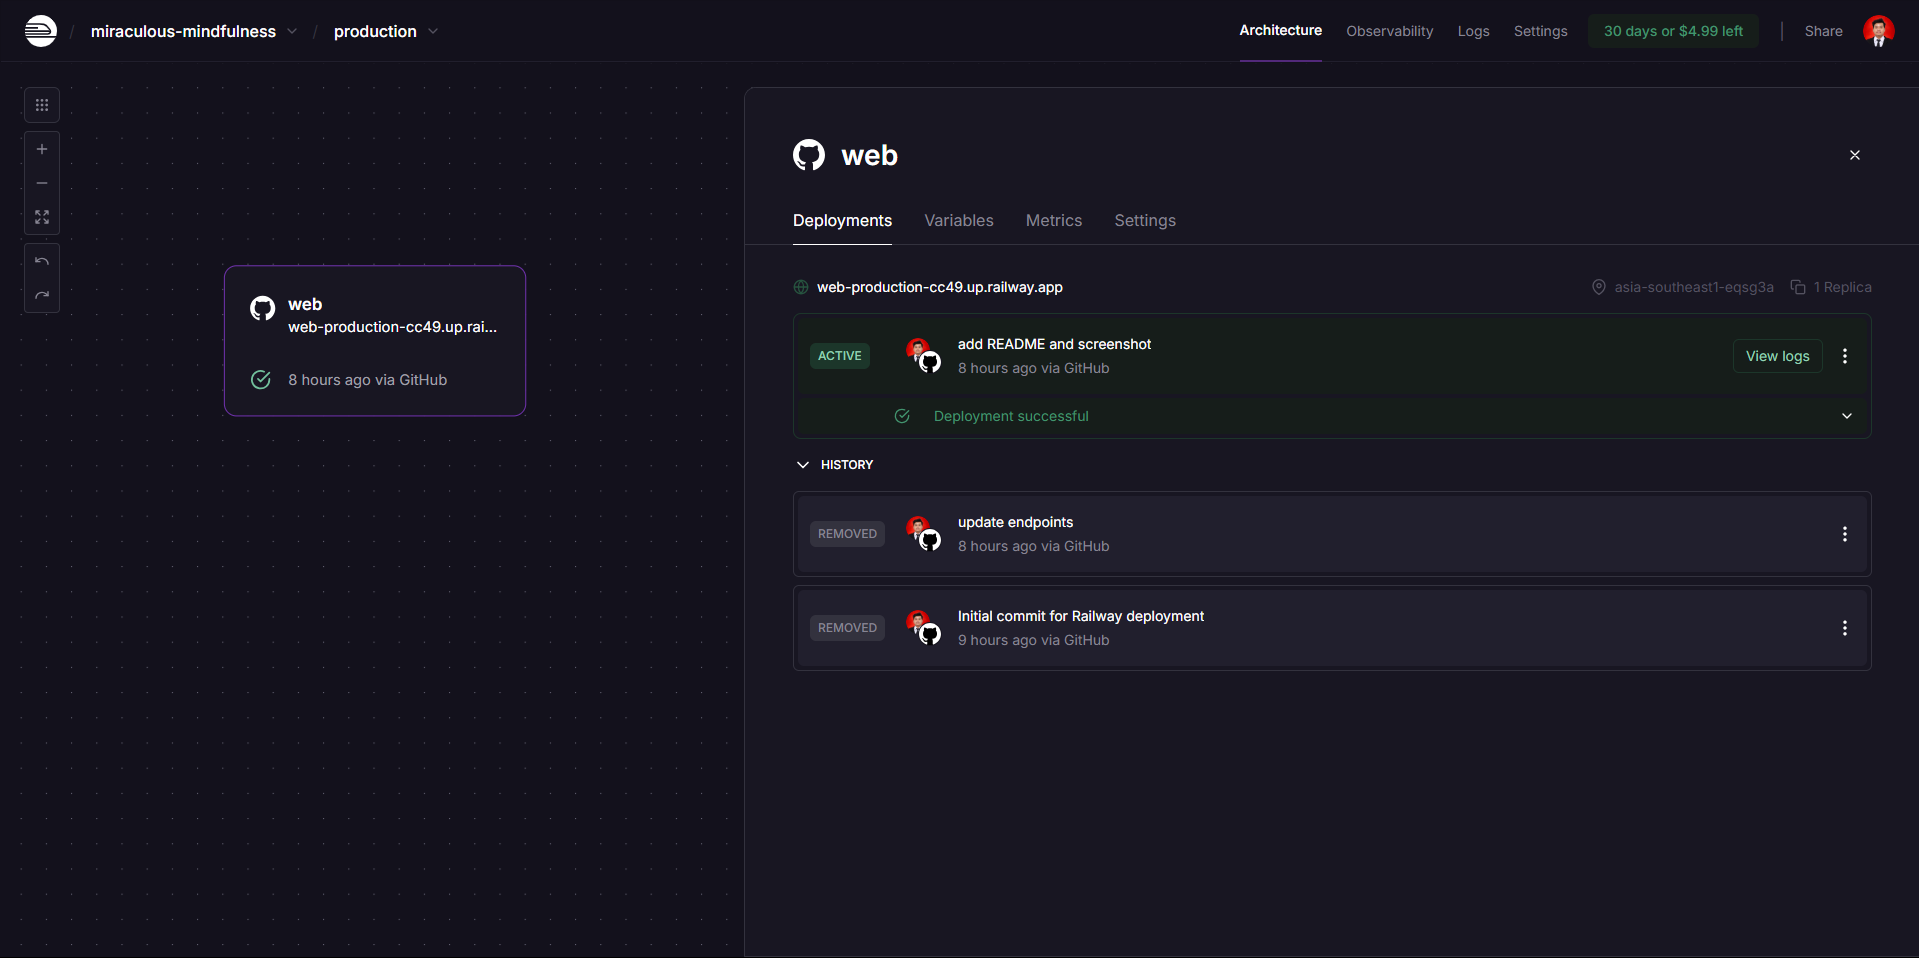 / miraculous-mindfulness / production
Architecture Observability Logs Settings 30 days or $4.99 left Share
web
web-production-cc49.up.rai...
8 hours ago via GitHub
web
Deployments Variables Metrics Settings
web-production-cc49.up.railway.app asia-southeast1-eqsg3a 1 Replica
ACTIVE
add README and screenshot
8 hours ago via GitHub
View logs
Deployment successful
HISTORY
REMOVED
update endpoints
8 hours ago via GitHub
REMOVED
Initial commit for Railway deployment
9 hours ago via GitHub